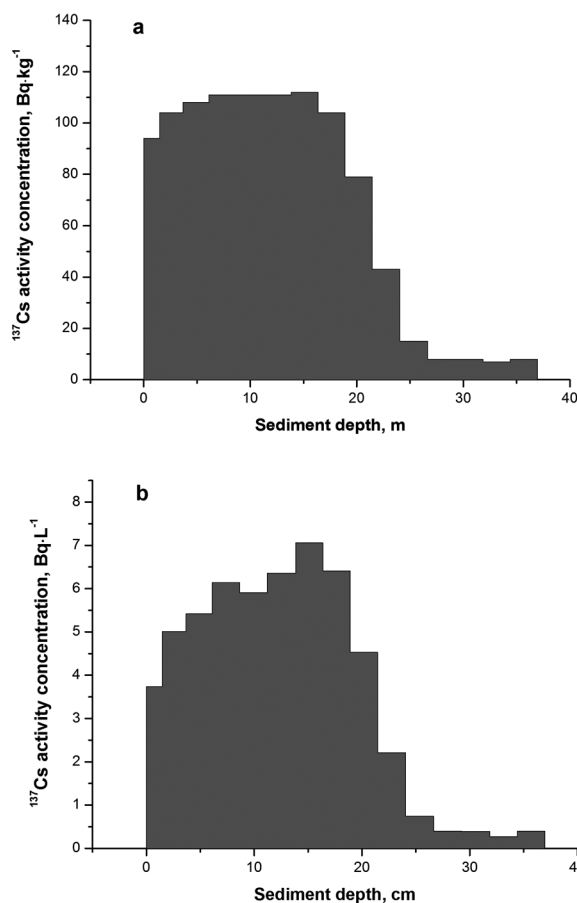 a
140
120
100
80
60
40
20
0
¹³⁷Cs activity concentration, Bq·kg⁻¹
0 10 20 30 40
Sediment depth, m
b
8
7
6
5
4
3
2
1
0
¹³⁷Cs activity concentration, Bq·L⁻¹
0 10 20 30
Sediment depth, cm